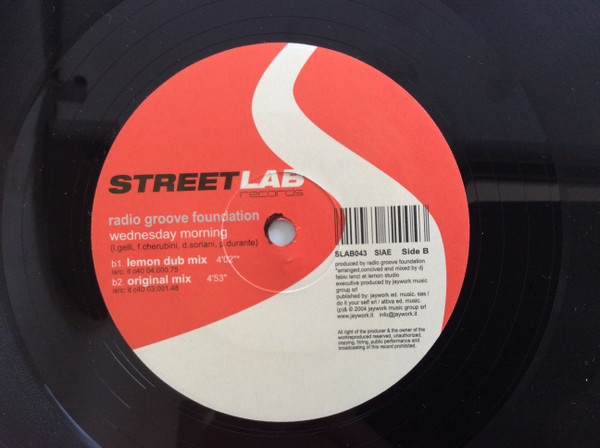 STREETLAB
records
radio groove foundation
wednesday morning
(l.gelli, f.cherubini, d.soriani, s.durante)
b1. lemon dub mix 4'02"*
isrc: it c40 04.000.75
b2. original mix 4'53"
isrc: it c40 03.001.48
SLAB043 SIAE Side B
produced by radio groove foundation
*arranged,concived and mixed by dj
fabio tenzi at lemon studio
executive produced by jaywork music
group srl
published by: jaywork ed. music. sas /
do it your self srl / attiva ed. music.
(p)& © 2004 jaywork music group srl
www.jaywork.it info@jaywork.it
All right of the producer & the owner of the
workreproduced reserved, unauthorized,
copying, hiring, public performance and
broadcasting of this record prohibited.